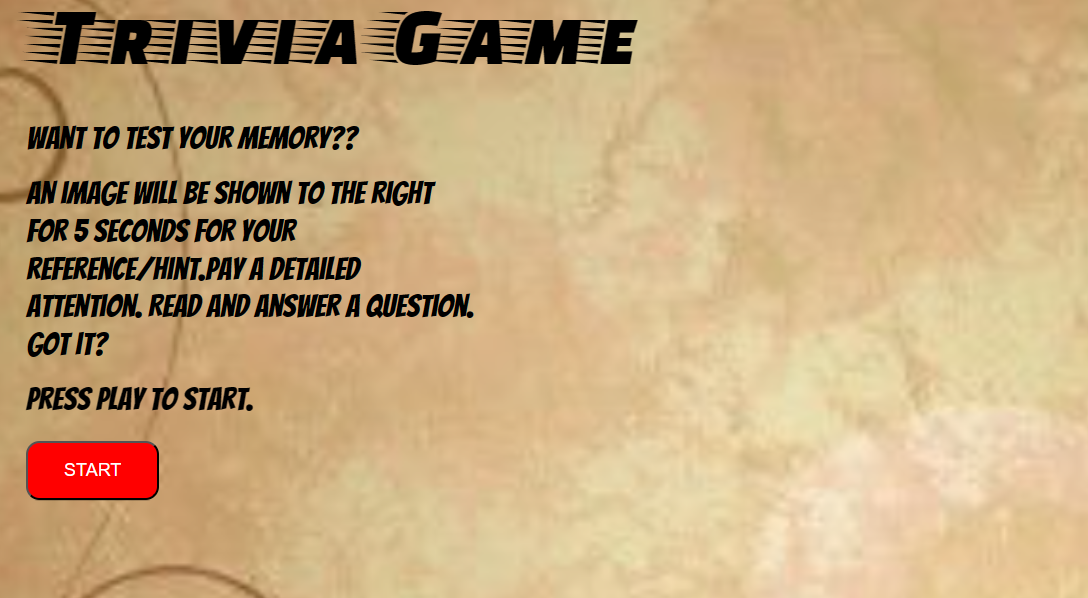 TRIVIA GAME
WANT TO TEST YOUR MEMORY??
AN IMAGE WILL BE SHOWN TO THE RIGHT
FOR 5 SECONDS FOR YOUR
REFERENCE/HINT.PAY A DETAILED
ATTENTION. READ AND ANSWER A QUESTION.
GOT IT?
PRESS PLAY TO START.
START